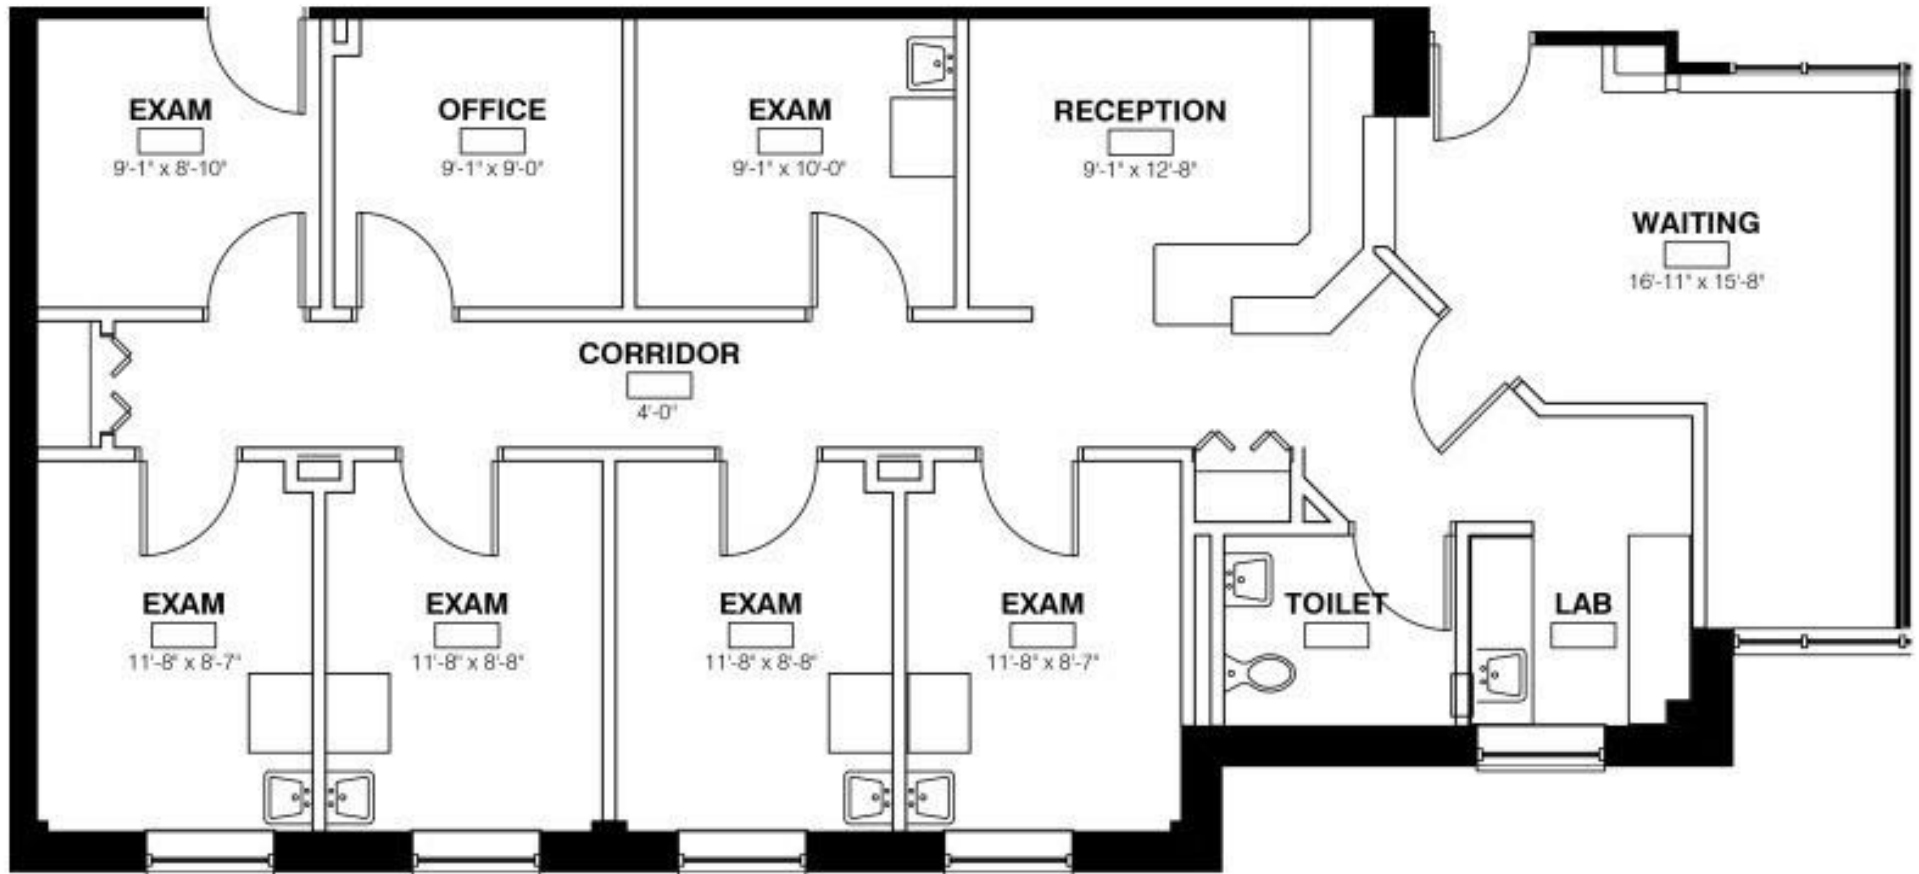 EXAM
9'-1" x 8'-10"
OFFICE
9'-1" x 9'-0"
EXAM
9'-1" x 10'-0"
RECEPTION
9'-1" x 12'-8"
WAITING
16'-11" x 15'-8"
CORRIDOR
4'-0"
EXAM
11'-8" x 8'-7"
EXAM
11'-8" x 8'-8"
EXAM
11'-8" x 8'-8"
EXAM
11'-8" x 8'-7"
TOILET
LAB